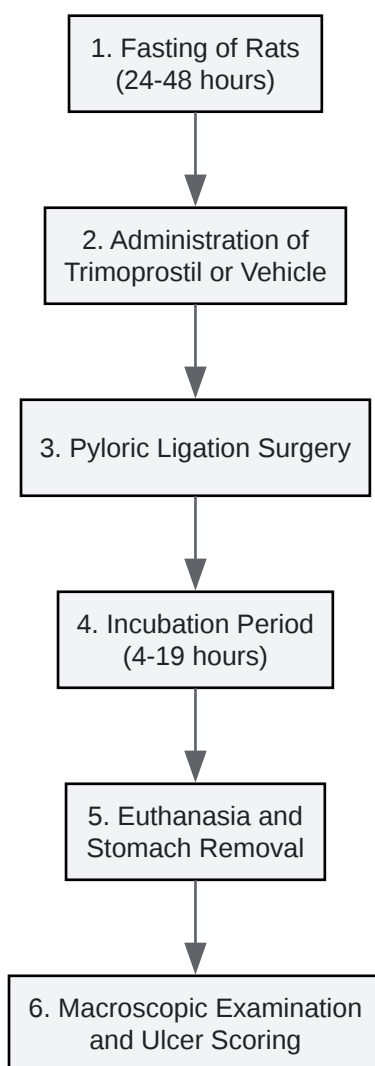 1. Fasting of Rats
(24-48 hours)
2. Administration of
Trimoprostil or Vehicle
3. Pyloric Ligation Surgery
4. Incubation Period
(4-19 hours)
5. Euthanasia and
Stomach Removal
6. Macroscopic Examination
and Ulcer Scoring